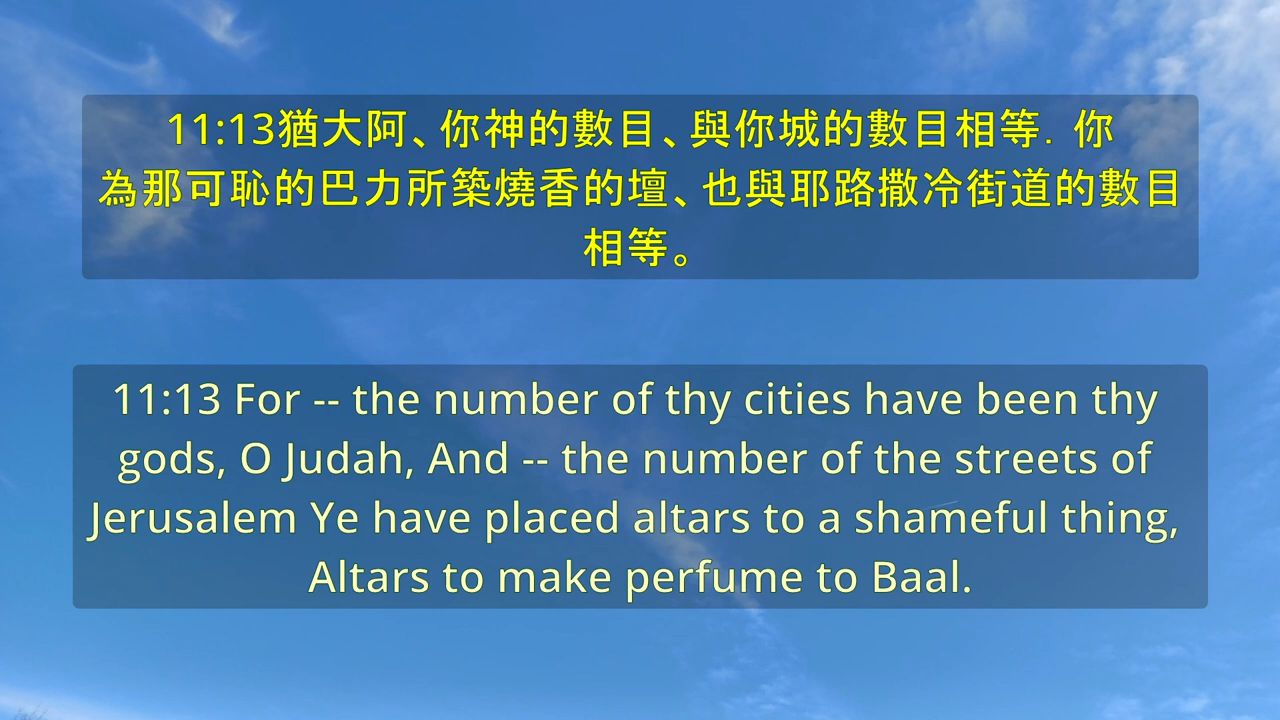 11:13猶大阿、你神的數目、與你城的數目相等．你
為那可恥的巴力所築燒香的壇、也與耶路撒冷街道的數目
相等。
11:13 For -- the number of thy cities have been thy
gods, O Judah, And -- the number of the streets of
Jerusalem Ye have placed altars to a shameful thing,
Altars to make perfume to Baal.